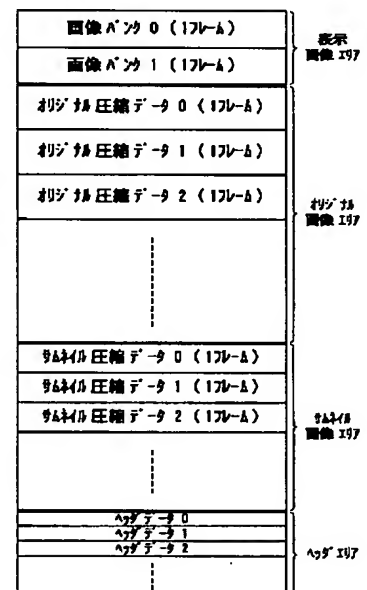 画像ﾊﾞﾝｸ 0 (1ﾌﾚｰﾑ)
画像ﾊﾞﾝｸ 1 (1ﾌﾚｰﾑ)
表示
画像 ｴﾘｱ
ｵﾘｼﾞﾅﾙ 圧縮ﾃﾞｰﾀ 0 (1ﾌﾚｰﾑ)
ｵﾘｼﾞﾅﾙ 圧縮ﾃﾞｰﾀ 1 (1ﾌﾚｰﾑ)
ｵﾘｼﾞﾅﾙ 圧縮ﾃﾞｰﾀ 2 (1ﾌﾚｰﾑ)
ｵﾘｼﾞﾅﾙ
画像 ｴﾘｱ
ｻﾑﾈｲﾙ 圧縮ﾃﾞｰﾀ 0 (1ﾌﾚｰﾑ)
ｻﾑﾈｲﾙ 圧縮ﾃﾞｰﾀ 1 (1ﾌﾚｰﾑ)
ｻﾑﾈｲﾙ 圧縮ﾃﾞｰﾀ 2 (1ﾌﾚｰﾑ)
ｻﾑﾈｲﾙ
画像 ｴﾘｱ
ﾍｯﾀﾞﾃﾞｰﾀ 0
ﾍｯﾀﾞﾃﾞｰﾀ 1
ﾍｯﾀﾞﾃﾞｰﾀ 2
ﾍｯﾀﾞ ｴﾘｱ